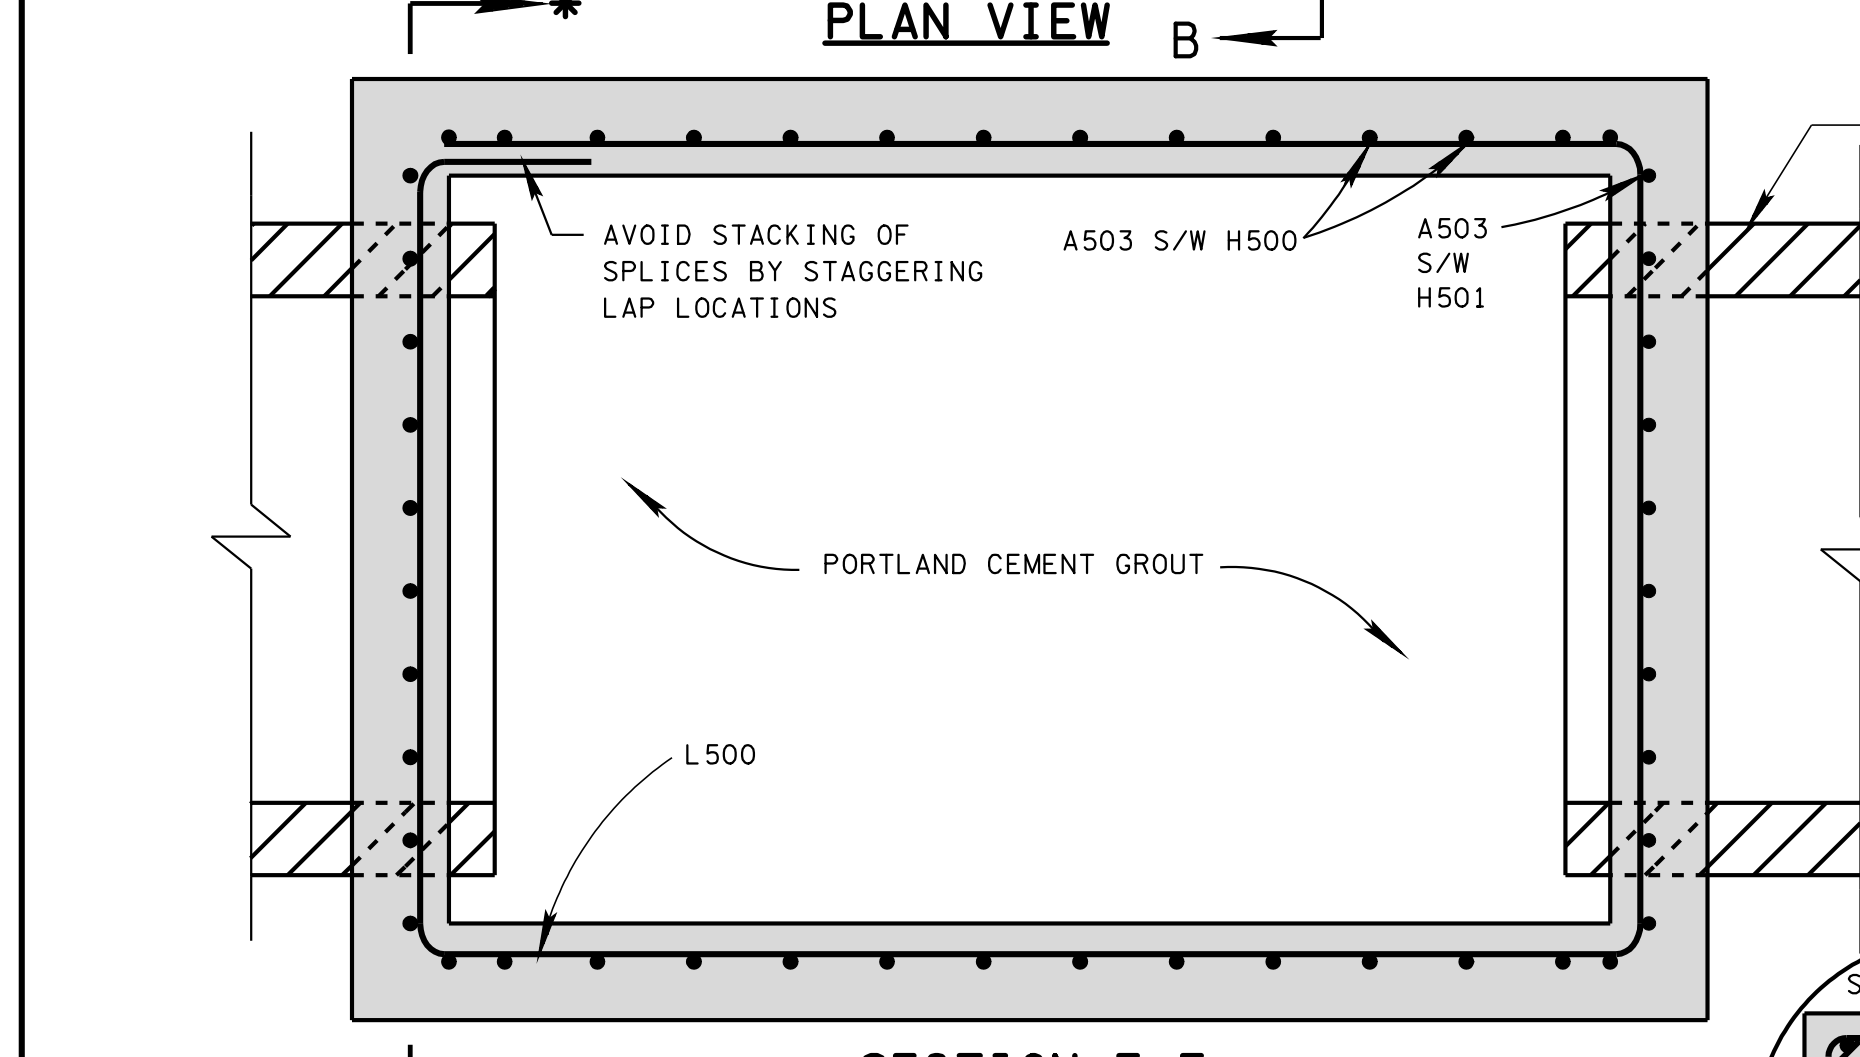 *
PLAN VIEW
B
AVOID STACKING OF
SPLICES BY STAGGERING
LAP LOCATIONS
A503 S/W H500
A503
S/W
H501
PORTLAND CEMENT GROUT
L500